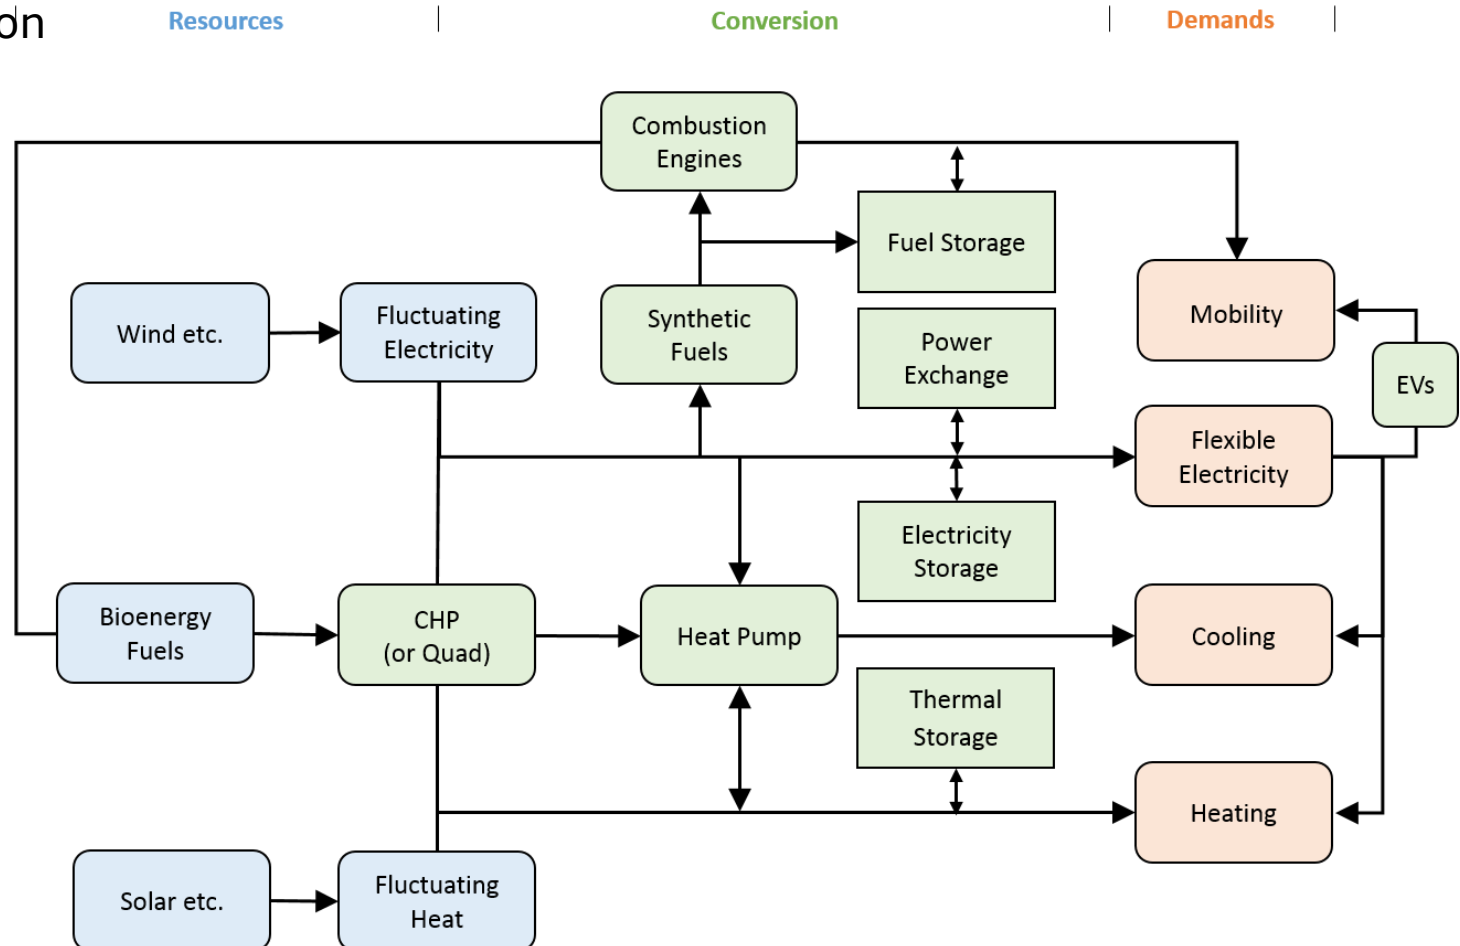 on
Resources
Conversion
Demands
Combustion
Engines
Fuel Storage
Wind etc.
Fluctuating
Electricity
Synthetic
Fuels
Power
Exchange
Mobility
EVs
Flexible
Electricity
Electricity
Storage
Bioenergy
Fuels
CHP
(or Quad)
Heat Pump
Cooling
Thermal
Storage
Heating
Solar etc.
Fluctuating
Heat